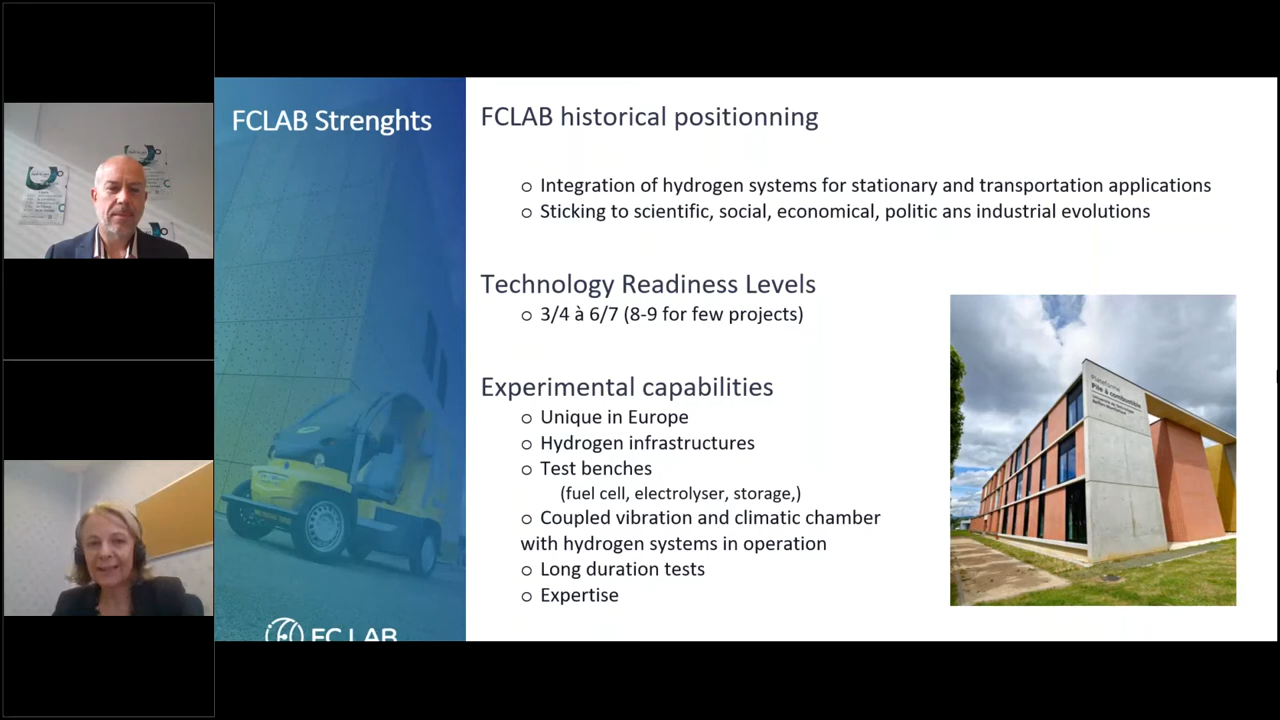 FCLAB Strenghts
FCLAB historical positionning
o Integration of hydrogen systems for stationary and transportation applications
o Sticking to scientific, social, economical, politic ans industrial evolutions
Technology Readiness Levels
o 3/4 à 6/7 (8-9 for few projects)
Experimental capabilities
o Unique in Europe
o Hydrogen infrastructures
o Test benches
(fuel cell, electrolyser, storage,)
o Coupled vibration and climatic chamber
with hydrogen systems in operation
o Long duration tests
o Expertise
Plateforme
Pile à combustible
FC LAB